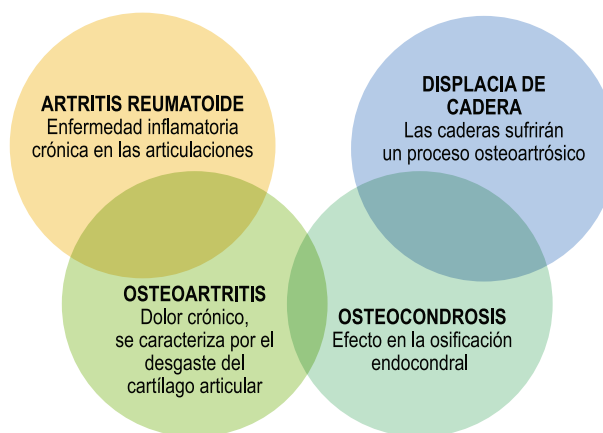 ARTRITIS REUMATOIDE
Enfermedad inflamatoria
crónica en las articulaciones
DISPLACIA DE
CADERA
Las caderas sufrirán
un proceso osteoartrósico
OSTEOARTRITIS
Dolor crónico,
se caracteriza por el
desgaste del
cartílago articular
OSTEOCONDROSIS
Efecto en la osificación
endocondral